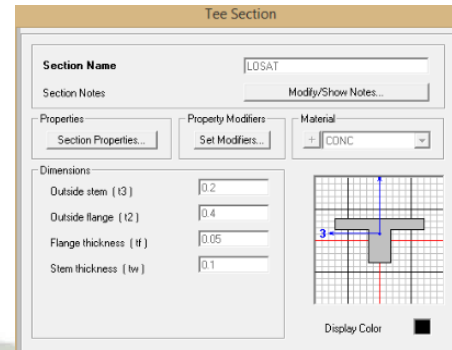 Tee Section
Section Name LOSAT
Section Notes Modify/Show Notes...
Properties Property Modifiers Material
Section Properties... Set Modifiers... + CONC
Dimensions
Outside stem ( t3 ) 0.2
Outside flange ( t2 ) 0.4
Flange thickness ( tf ) 0.05
Stem thickness ( tw ) 0.1
3
Display Color